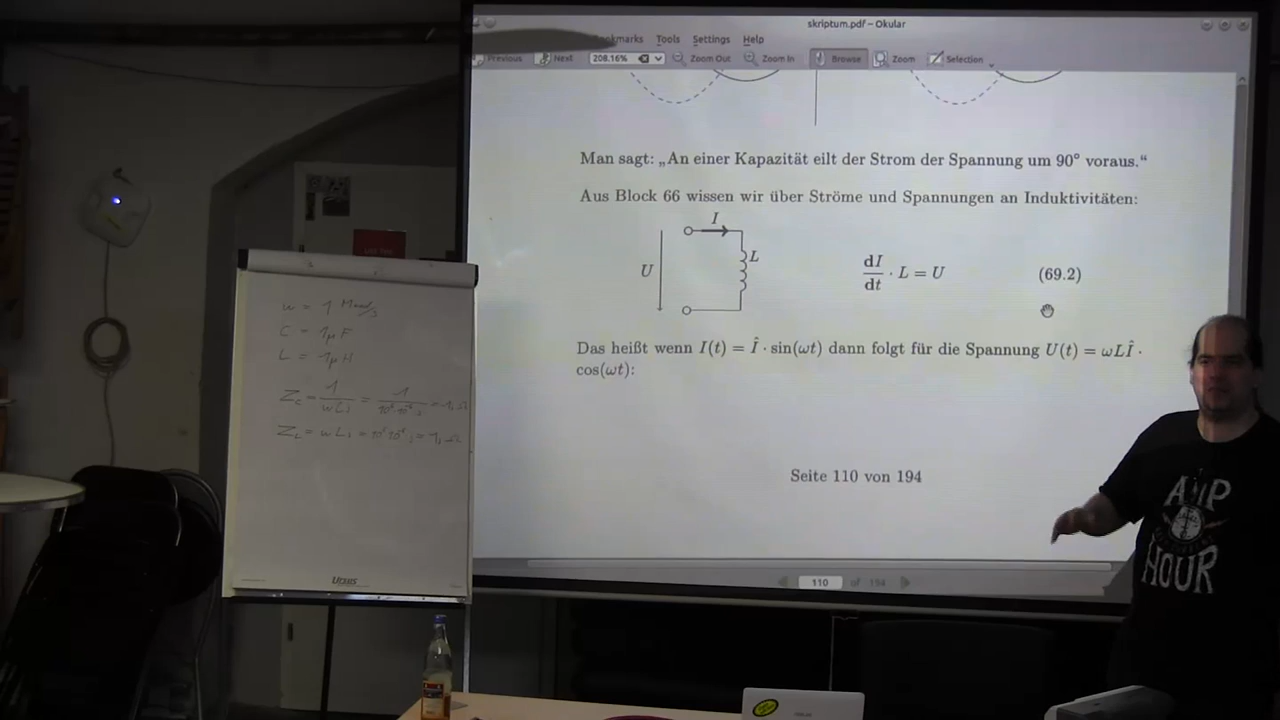 skriptum.pdf – Okular
Tools Settings Help
Previous Next 208.16% Zoom Out Zoom In Browse Zoom Selection
Man sagt: „An einer Kapazität eilt der Strom der Spannung um 90° voraus.“
Aus Block 66 wissen wir über Ströme und Spannungen an Induktivitäten:
I
U
L
dI/dt · L = U (69.2)
Das heißt wenn I(t) = Î · sin(ωt) dann folgt für die Spannung U(t) = ωLÎ ·
cos(ωt):
Seite 110 von 194
110 of 194
ω = 1 Mrad/s
C = 1μF
L = 1μH
AMP
HOUR